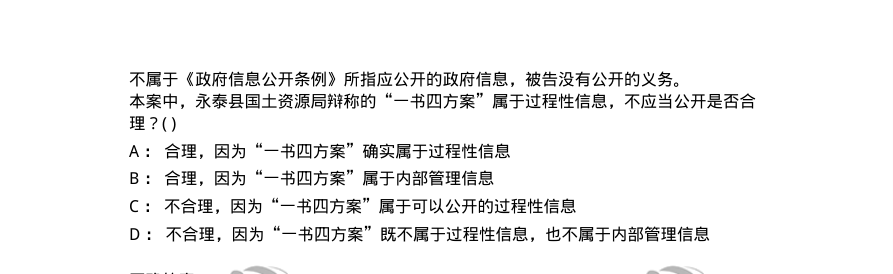 不属于《政府信息公开条例》所指应公开的政府信息，被告没有公开的义务。
本案中，永泰县国土资源局辩称的“一书四方案”属于过程性信息，不应当公开是否合
理？( )
A： 合理，因为“一书四方案”确实属于过程性信息
B： 合理，因为“一书四方案”属于内部管理信息
C： 不合理，因为“一书四方案”属于可以公开的过程性信息
D： 不合理，因为“一书四方案”既不属于过程性信息，也不属于内部管理信息